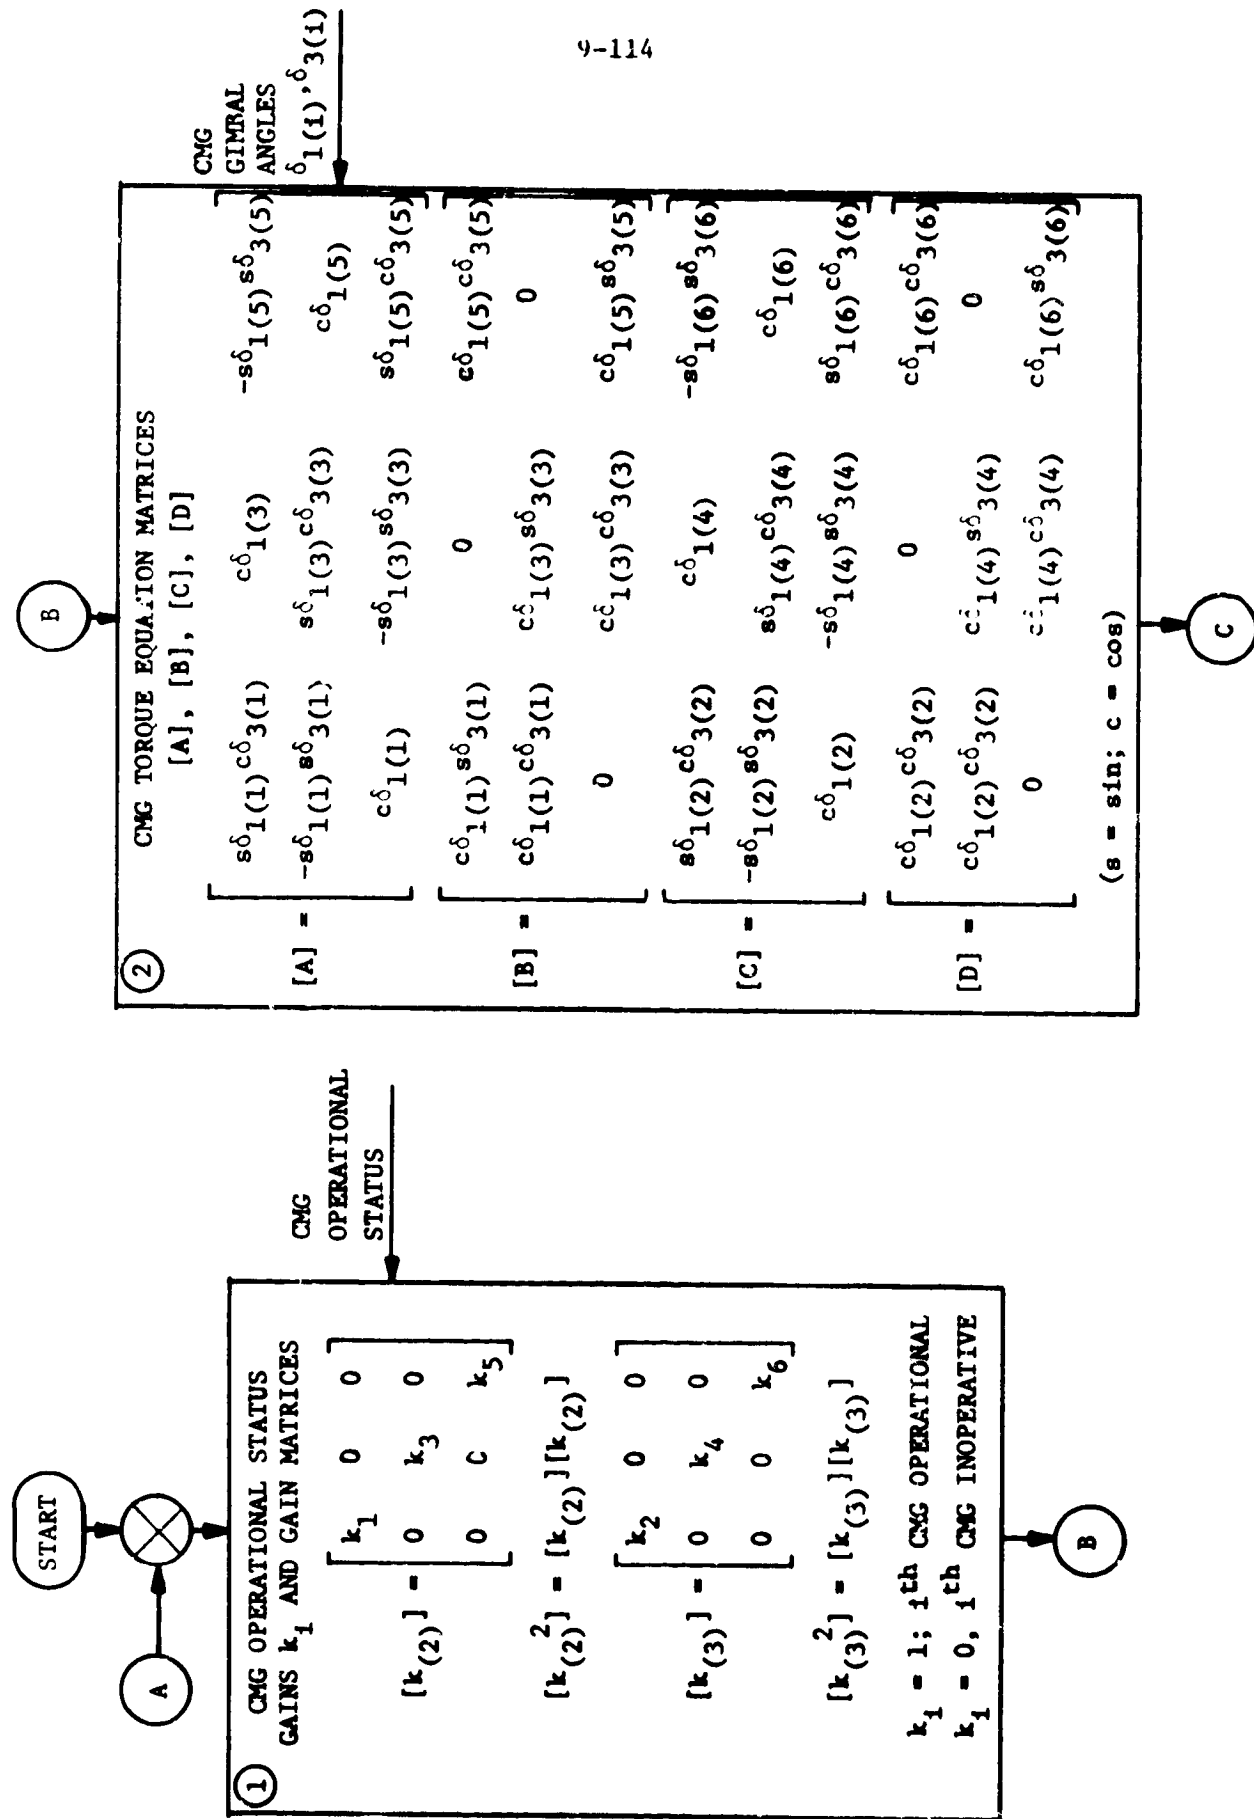 9-114
START
A
1
CMG OPERATIONAL STATUS
GAINS k_i AND GAIN MATRICES
[k_(2)] = [ k_1 0 0
0 k_3 0
0 C k_5 ]
[k_(2)^2] = [k_(2)][k_(2)]
[k_(3)] = [ k_2 0 0
0 k_4 0
0 0 k_6 ]
[k_(3)^2] = [k_(3)][k_(3)]
k_i = 1; i^th CMG OPERATIONAL
k_i = 0, i^th CMG INOPERATIVE
CMG
OPERATIONAL
STATUS
B
B
2
CMG TORQUE EQUATION MATRICES
[A], [B], [C], [D]
[A] = [ sδ_1(1)cδ_3(1) cδ_1(3) -sδ_1(5)sδ_3(5)
-sδ_1(1)sδ_3(1) sδ_1(3)cδ_3(3) cδ_1(5)
cδ_1(1) -sδ_1(3)sδ_3(3) sδ_1(5)cδ_3(5) ]
[B] = [ cδ_1(1)sδ_3(1) 0 cδ_1(5)cδ_3(5)
cδ_1(1)cδ_3(1) cδ_1(3)sδ_3(3) 0
0 cδ_1(3)cδ_3(3) cδ_1(5)sδ_3(5) ]
[C] = [ sδ_1(2)cδ_3(2) cδ_1(4) -sδ_1(6)sδ_3(6)
-sδ_1(2)sδ_3(2) sδ_1(4)cδ_3(4) cδ_1(6)
cδ_1(2) -sδ_1(4)sδ_3(4) sδ_1(6)cδ_3(6) ]
[D] = [ cδ_1(2)cδ_3(2) 0 cδ_1(6)cδ_3(6)
cδ_1(2)cδ_3(2) cδ_1(4)sδ_3(4) 0
0 cδ_1(4)cδ_3(4) cδ_1(6)sδ_3(6) ]
(s = sin; c = cos)
CMG
GIMBAL
ANGLES
δ_1(i),δ_3(i)
C